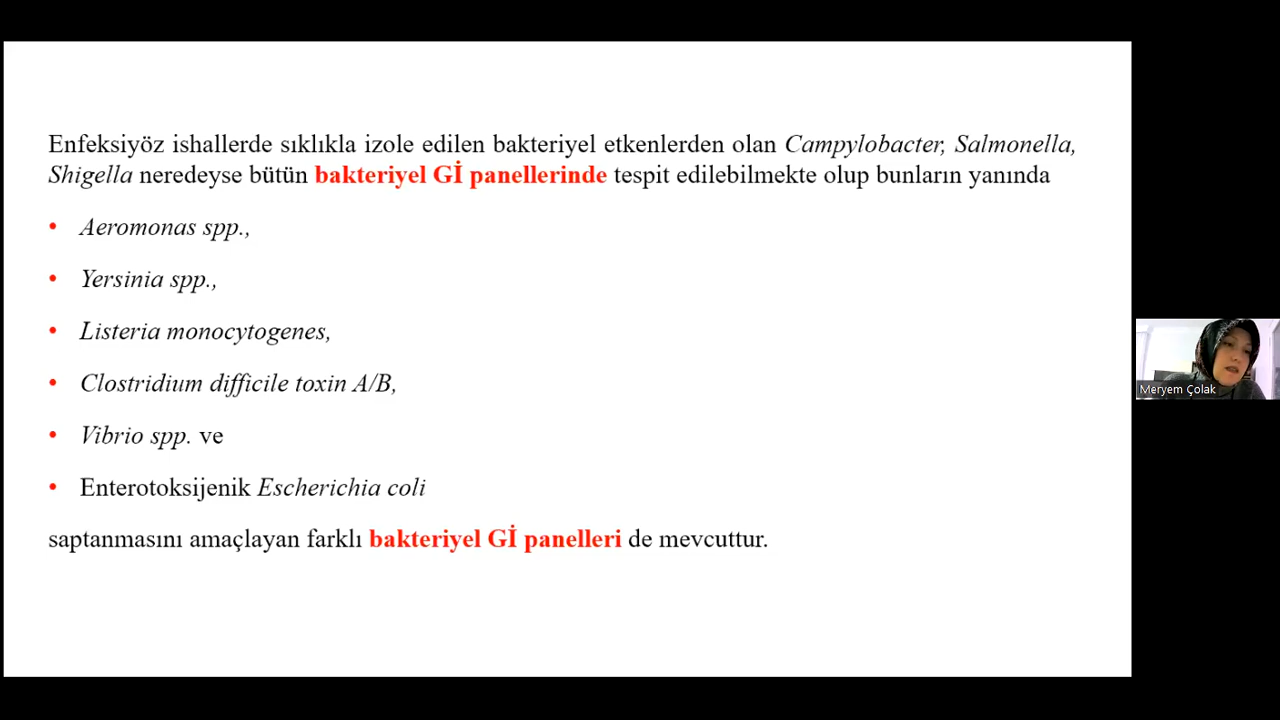 Enfeksiyöz ishallerde sıklıkla izole edilen bakteriyel etkenlerden olan Campylobacter, Salmonella,
Shigella neredeyse bütün bakteriyel Gİ panellerinde tespit edilebilmekte olup bunların yanında
• Aeromonas spp.,
• Yersinia spp.,
• Listeria monocytogenes,
• Clostridium difficile toxin A/B,
• Vibrio spp. ve
• Enterotoksijenik Escherichia coli
saptanmasını amaçlayan farklı bakteriyel Gİ panelleri de mevcuttur.
Meryem Çolak